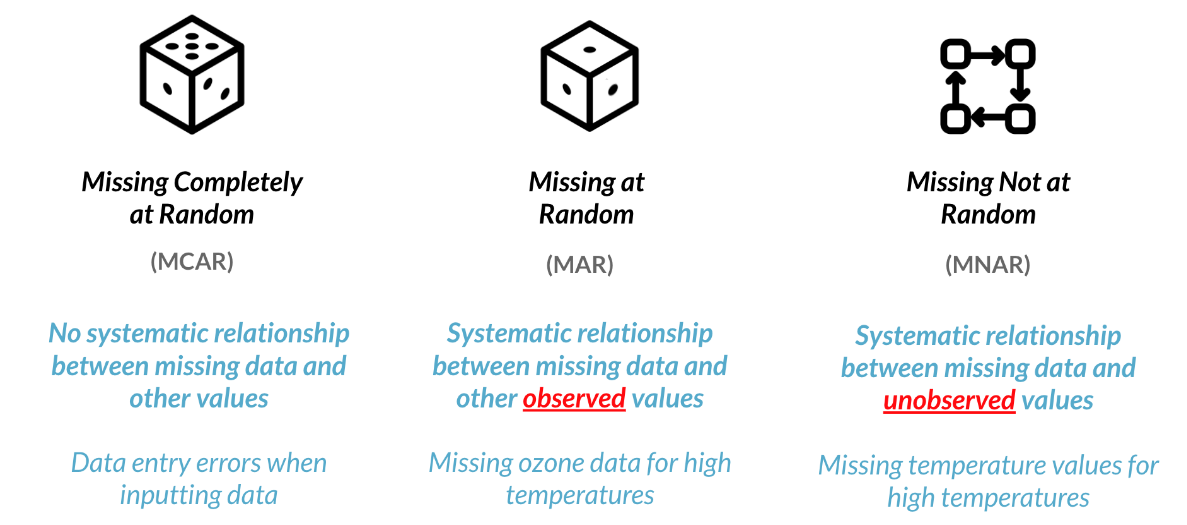 Missing Completely
at Random
(MCAR)
No systematic relationship
between missing data and
other values
Data entry errors when
inputting data
Missing at
Random
(MAR)
Systematic relationship
between missing data and
other observed values
Missing ozone data for high
temperatures
Missing Not at
Random
(MNAR)
Systematic relationship
between missing data and
unobserved values
Missing temperature values for
high temperatures